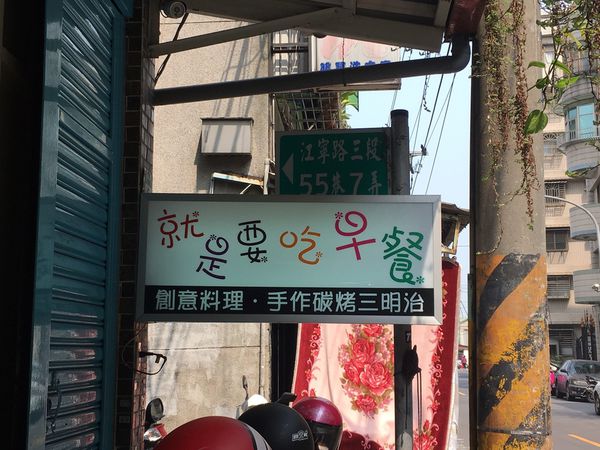 江寧路三段
55巷7弄
就是要吃早餐
創意料理·手作碳烤三明治